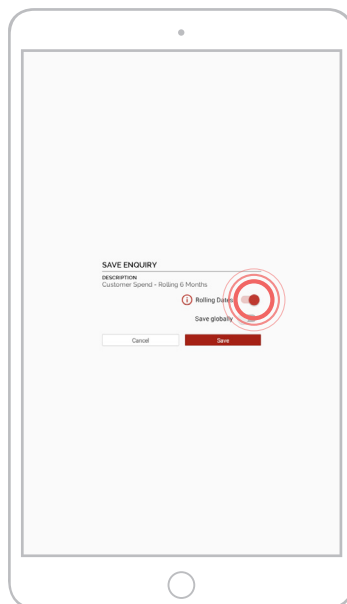 SAVE ENQUIRY
DESCRIPTION
Customer Spend - Rolling 6 Months
Rolling Dates
Save globally
Cancel Save